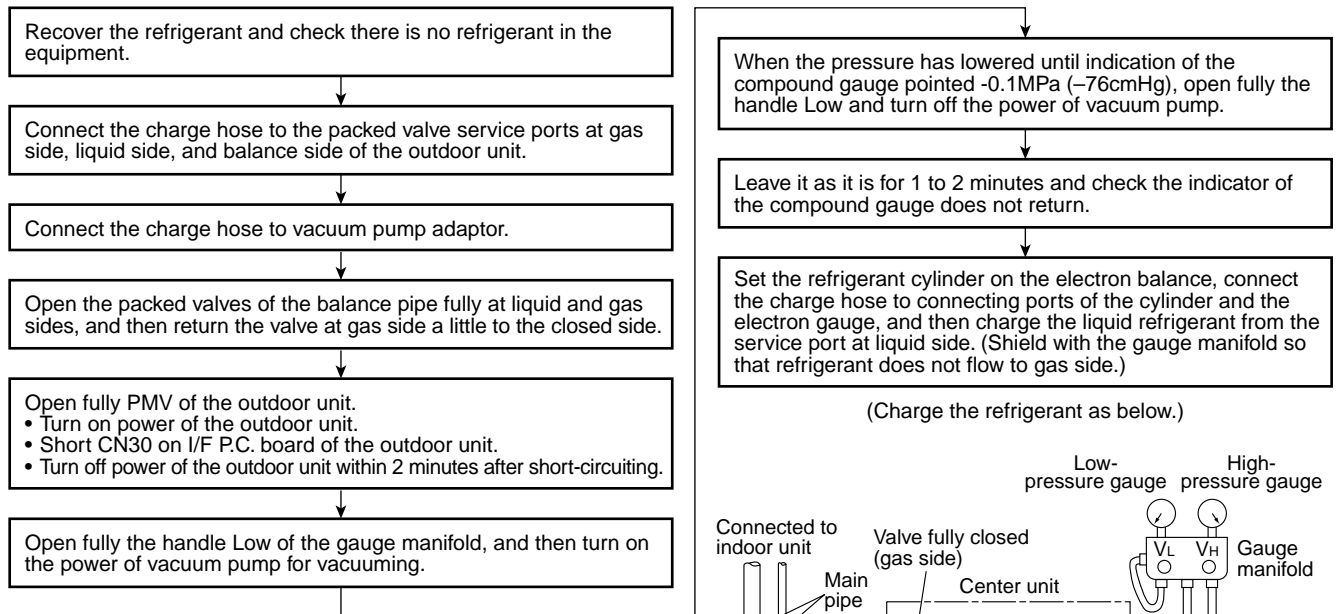 Recover the refrigerant and check there is no refrigerant in the
equipment.
Connect the charge hose to the packed valve service ports at gas
side, liquid side, and balance side of the outdoor unit.
Connect the charge hose to vacuum pump adaptor.
Open the packed valves of the balance pipe fully at liquid and gas
sides, and then return the valve at gas side a little to the closed side.
Open fully PMV of the outdoor unit.
• Turn on power of the outdoor unit.
• Short CN30 on I/F P.C. board of the outdoor unit.
• Turn off power of the outdoor unit within 2 minutes after short-circuiting.
Open fully the handle Low of the gauge manifold, and then turn on
the power of vacuum pump for vacuuming.
When the pressure has lowered until indication of the
compound gauge pointed -0.1MPa (–76cmHg), open fully the
handle Low and turn off the power of vacuum pump.
Leave it as it is for 1 to 2 minutes and check the indicator of
the compound gauge does not return.
Set the refrigerant cylinder on the electron balance, connect
the charge hose to connecting ports of the cylinder and the
electron gauge, and then charge the liquid refrigerant from the
service port at liquid side. (Shield with the gauge manifold so
that refrigerant does not flow to gas side.)
(Charge the refrigerant as below.)
Low-
pressure gauge
High-
pressure gauge
Connected to
indoor unit
Valve fully closed
(gas side)
VL VH
Gauge
manifold
Main
pipe
Center unit